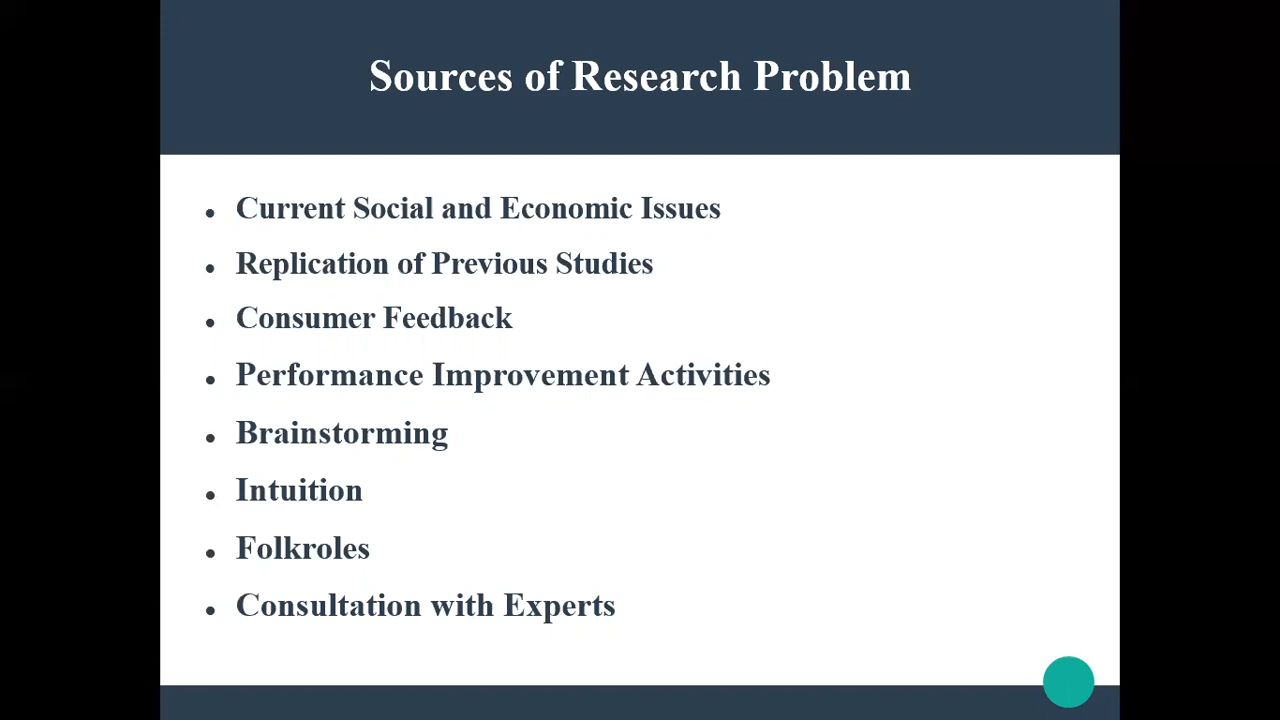 Sources of Research Problem
• Current Social and Economic Issues
• Replication of Previous Studies
• Consumer Feedback
• Performance Improvement Activities
• Brainstorming
• Intuition
• Folkroles
• Consultation with Experts